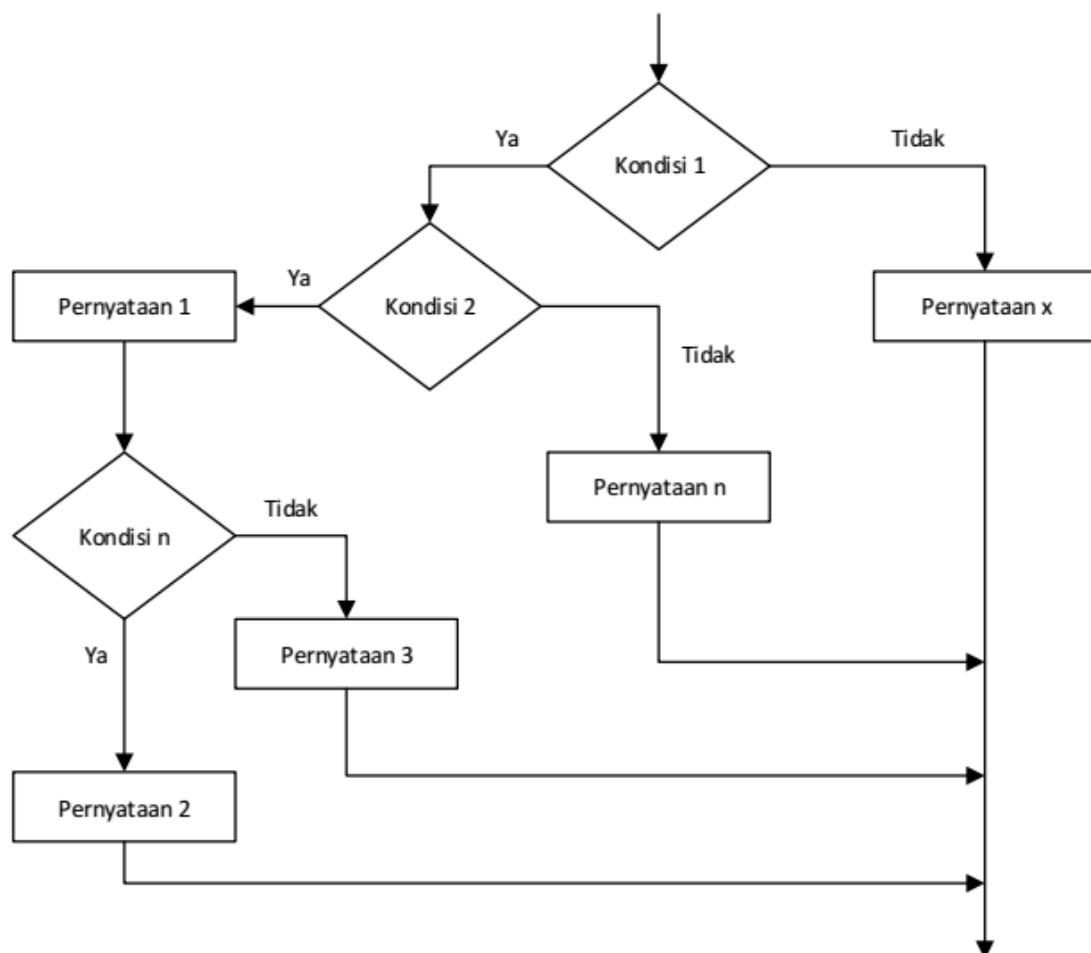 Kondisi 1
Ya
Tidak
Kondisi 2
Ya
Tidak
Pernyataan 1
Pernyataan x
Pernyataan n
Kondisi n
Tidak
Ya
Pernyataan 3
Pernyataan 2